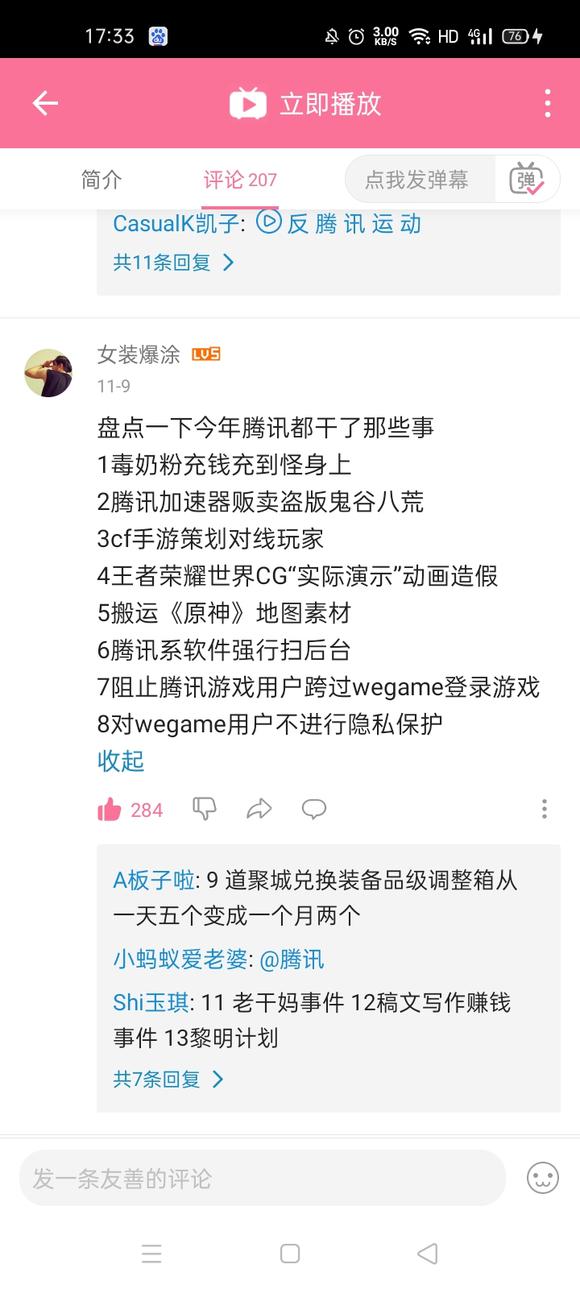 17:33
3.00
KB/S
HD
4G
76
立即播放
简介
评论 207
点我发弹幕
弹
CasualK凯子: 反 腾 讯 运 动
共11条回复
女装爆涂 LV5
11-9
盘点一下今年腾讯都干了那些事
1毒奶粉充钱充到怪身上
2腾讯加速器贩卖盗版鬼谷八荒
3cf手游策划对线玩家
4王者荣耀世界CG“实际演示”动画造假
5搬运《原神》地图素材
6腾讯系软件强行扫后台
7阻止腾讯游戏用户跨过wegame登录游戏
8对wegame用户不进行隐私保护
收起
284
A板子啦: 9 道聚城兑换装备品级调整箱从
一天五个变成一个月两个
小蚂蚁爱老婆: @腾讯
Shi玉琪: 11 老干妈事件 12稿文写作赚钱
事件 13黎明计划
共7条回复
发一条友善的评论